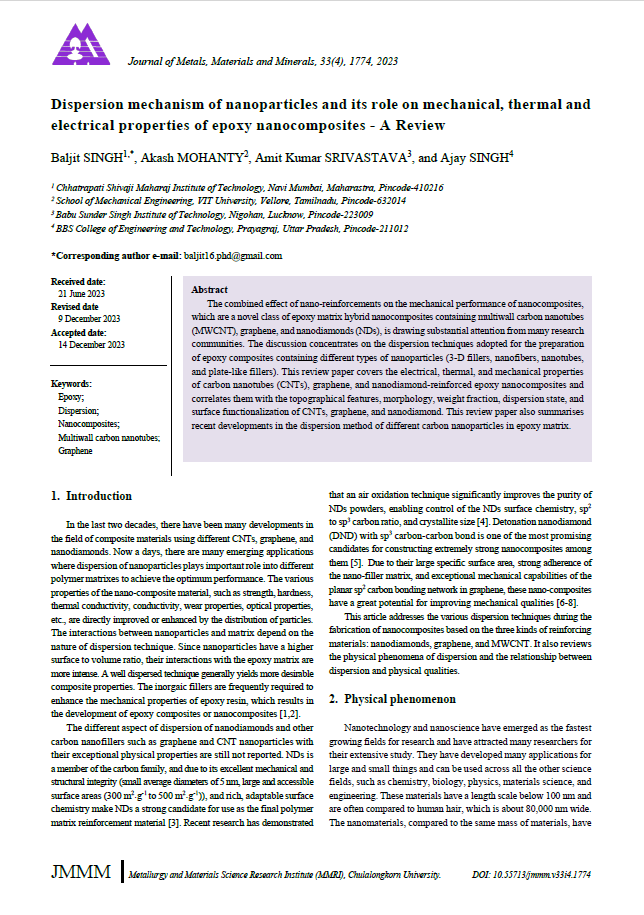 Journal of Metals, Materials and Minerals, 33(4), 1774, 2023
Dispersion mechanism of nanoparticles and its role on mechanical, thermal and
electrical properties of epoxy nanocomposites - A Review
Baljit SINGH1,*, Akash MOHANTY2, Amit Kumar SRIVASTAVA3, and Ajay SINGH4
1 Chhatrapati Shivaji Maharaj Institute of Technology, Navi Mumbai, Maharastra, Pincode-410216
2 School of Mechanical Engineering, VIT University, Vellore, Tamilnadu, Pincode-632014
3 Babu Sunder Singh Institute of Technology, Nigohan, Lucknow, Pincode-223009
4 BBS College of Engineering and Technology, Prayagraj, Uttar Pradesh, Pincode-211012
*Corresponding author e-mail: baljit16.phd@gmail.com
Received date:
21 June 2023
Revised date
9 December 2023
Accepted date:
14 December 2023
Keywords:
Epoxy;
Dispersion;
Nanocomposites;
Multiwall carbon nanotubes;
Graphene
Abstract
The combined effect of nano-reinforcements on the mechanical performance of nanocomposites,
which are a novel class of epoxy matrix hybrid nanocomposites containing multiwall carbon nanotubes
(MWCNT), graphene, and nanodiamonds (NDs), is drawing substantial attention from many research
communities. The discussion concentrates on the dispersion techniques adopted for the preparation
of epoxy composites containing different types of nanoparticles (3-D fillers, nanofibers, nanotubes,
and plate-like fillers). This review paper covers the electrical, thermal, and mechanical properties
of carbon nanotubes (CNTs), graphene, and nanodiamond-reinforced epoxy nanocomposites and
correlates them with the topographical features, morphology, weight fraction, dispersion state, and
surface functionalization of CNTs, graphene, and nanodiamond. This review paper also summarises
recent developments in the dispersion method of different carbon nanoparticles in epoxy matrix.
1. Introduction
In the last two decades, there have been many developments in
the field of composite materials using different CNTs, graphene, and
nanodiamonds. Now a days, there are many emerging applications
where dispersion of nanoparticles plays important role into different
polymer matrixes to achieve the optimum performance. The various
properties of the nano-composite material, such as strength, hardness,
thermal conductivity, conductivity, wear properties, optical properties,
etc., are directly improved or enhanced by the distribution of particles.
The interactions between nanoparticles and matrix depend on the
nature of dispersion technique. Since nanoparticles have a higher
surface to volume ratio, their interactions with the epoxy matrix are
more intense. A well dispersed technique generally yields more desirable
composite properties. The inorgaic fillers are frequently required to
enhance the mechanical properties of epoxy resin, which results in
the development of epoxy composites or nanocomposites [1,2].
The different aspect of dispersion of nanodiamonds and other
carbon nanofillers such as graphene and CNT nanoparticles with
their exceptional physical properties are still not reported. NDs is
a member of the carbon family, and due to its excellent mechanical and
structural integrity (small average diameters of 5 nm, large and accessible
surface areas (300 m2·g-1 to 500 m2·g-1)), and rich, adaptable surface
chemistry make NDs a strong candidate for use as the final polymer
matrix reinforcement material [3]. Recent research has demonstrated
that an air oxidation technique significantly improves the purity of
NDs powders, enabling control of the NDs surface chemistry, sp2
to sp3 carbon ratio, and crystallite size [4]. Detonation nanodiamond
(DND) with sp3 carbon-carbon bond is one of the most promising
candidates for constructing extremely strong nanocomposites among
them [5]. Due to their large specific surface area, strong adherence of
the nano-filler matrix, and exceptional mechanical capabilities of the
planar sp2 carbon bonding network in graphene, these nano-composites
have a great potential for improving mechanical qualities [6-8].
This article addresses the various dispersion techniques during the
fabrication of nanocomposites based on the three kinds of reinforcing
materials: nanodiamonds, graphene, and MWCNT. It also reviews
the physical phenomena of dispersion and the relationship between
dispersion and physical qualities.
2. Physical phenomenon
Nanotechnology and nanoscience have emerged as the fastest
growing fields for research and have attracted many researchers for
their extensive study. They have developed many applications for
large and small things and can be used across all the other science
fields, such as chemistry, biology, physics, materials science, and
engineering. These materials have a length scale below 100 nm and
are often compared to human hair, which is about 80,000 nm wide.
The nanomaterials, compared to the same mass of materials, have
JMMM Metallurgy and Materials Science Research Institute (MMRI), Chulalongkorn University. DOI: 10.55713/jmmm.v33i4.1774